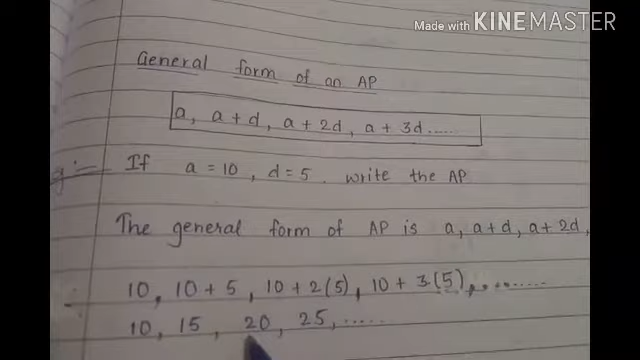 Made with KINEMASTER
General form of an AP
a, a + d, a + 2d, a + 3d.....
eg :- If a = 10, d = 5. write the AP
The general form of AP is a, a+d, a+2d,
10, 10 + 5, 10 + 2(5), 10 + 3(5), ........
10, 15, 20, 25, .....